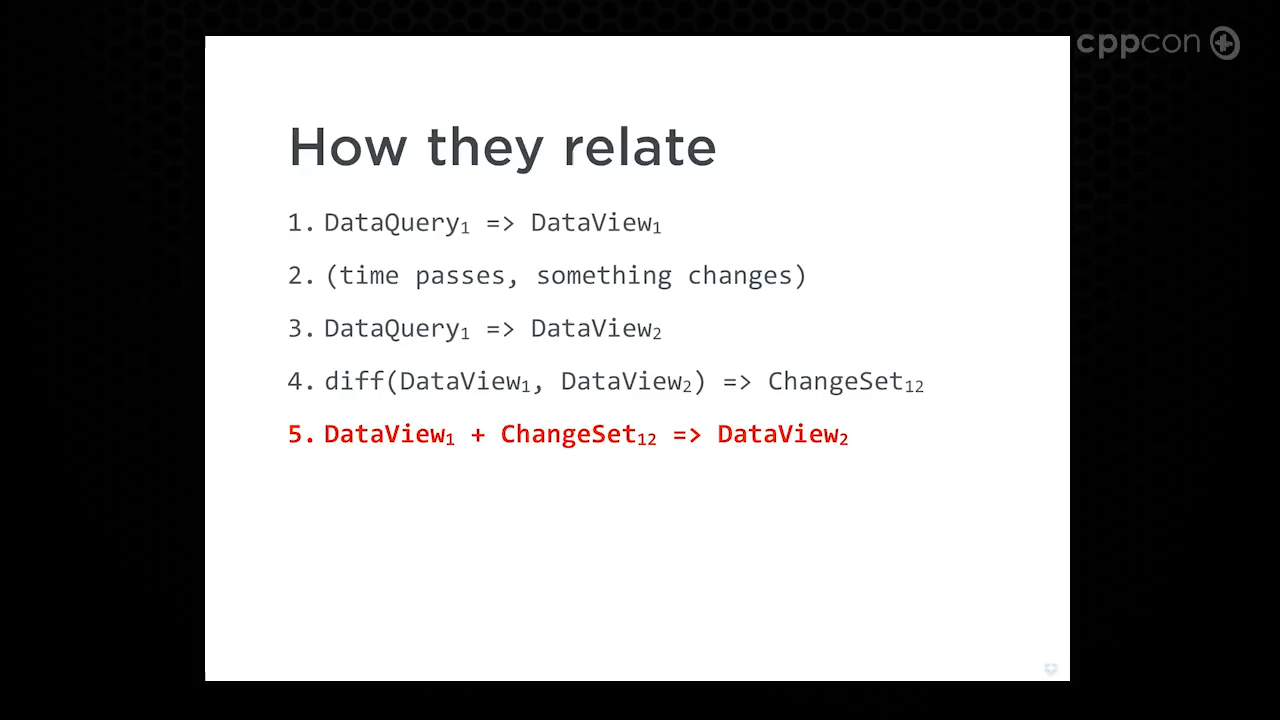 cppcon
How they relate
1. DataQuery₁ => DataView₁
2. (time passes, something changes)
3. DataQuery₁ => DataView₂
4. diff(DataView₁, DataView₂) => ChangeSet₁₂
5. DataView₁ + ChangeSet₁₂ => DataView₂